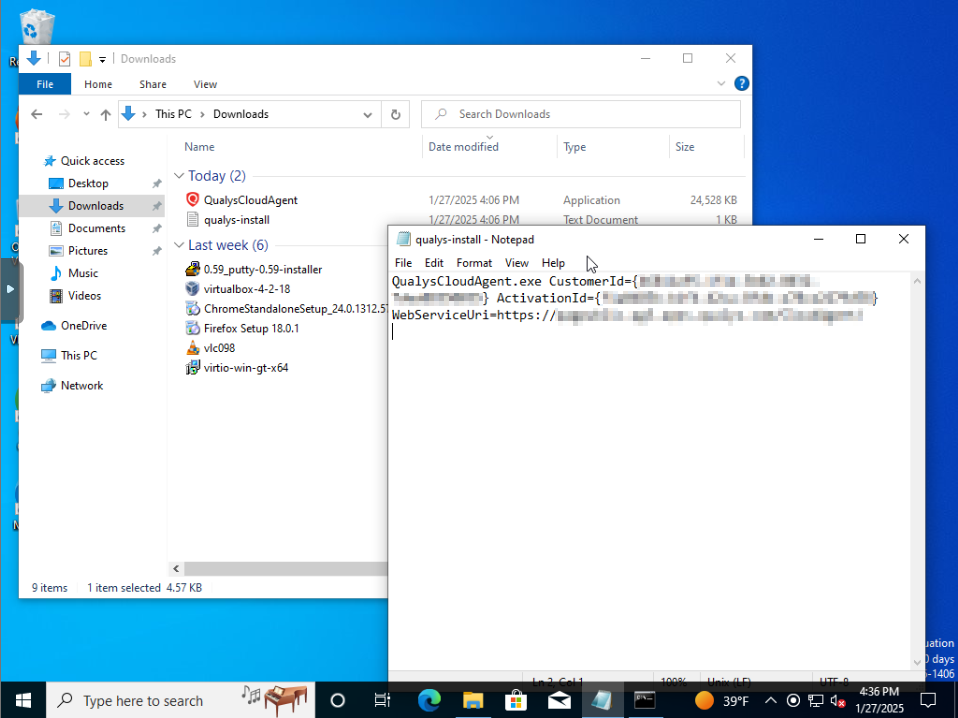 Downloads
File Home Share View
This PC Downloads
Search Downloads
Name Date modified Type Size
Quick access
Desktop
Downloads
Documents
Pictures
Music
Videos
OneDrive
This PC
Network
Today (2)
QualysCloudAgent 1/27/2025 4:06 PM Application 24,528 KB
qualys-install 1/27/2025 4:06 PM Text Document 1 KB
Last week (6)
0.59_putty-0.59-installer
virtualbox-4-2-18
ChromeStandaloneSetup_24.0.1312.57
Firefox Setup 18.0.1
vlc098
virtio-win-gt-x64
9 items 1 item selected 4.57 KB
qualys-install - Notepad
File Edit Format View Help
QualysCloudAgent.exe CustomerId={
} ActivationId={ }
WebServiceUri=https://
Ln 2, Col 1 100% Unix (LF) UTF-8
days
-1406
Type here to search
39°F
4:36 PM
1/27/2025